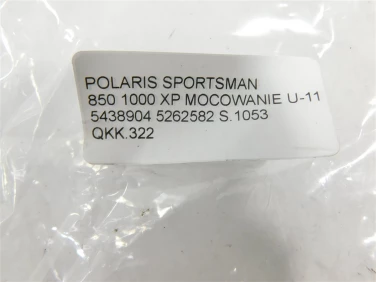 POLARIS SPORTSMAN
850 1000 XP MOCOWANIE U-11
5438904 5262582 S.1053
QKK.322